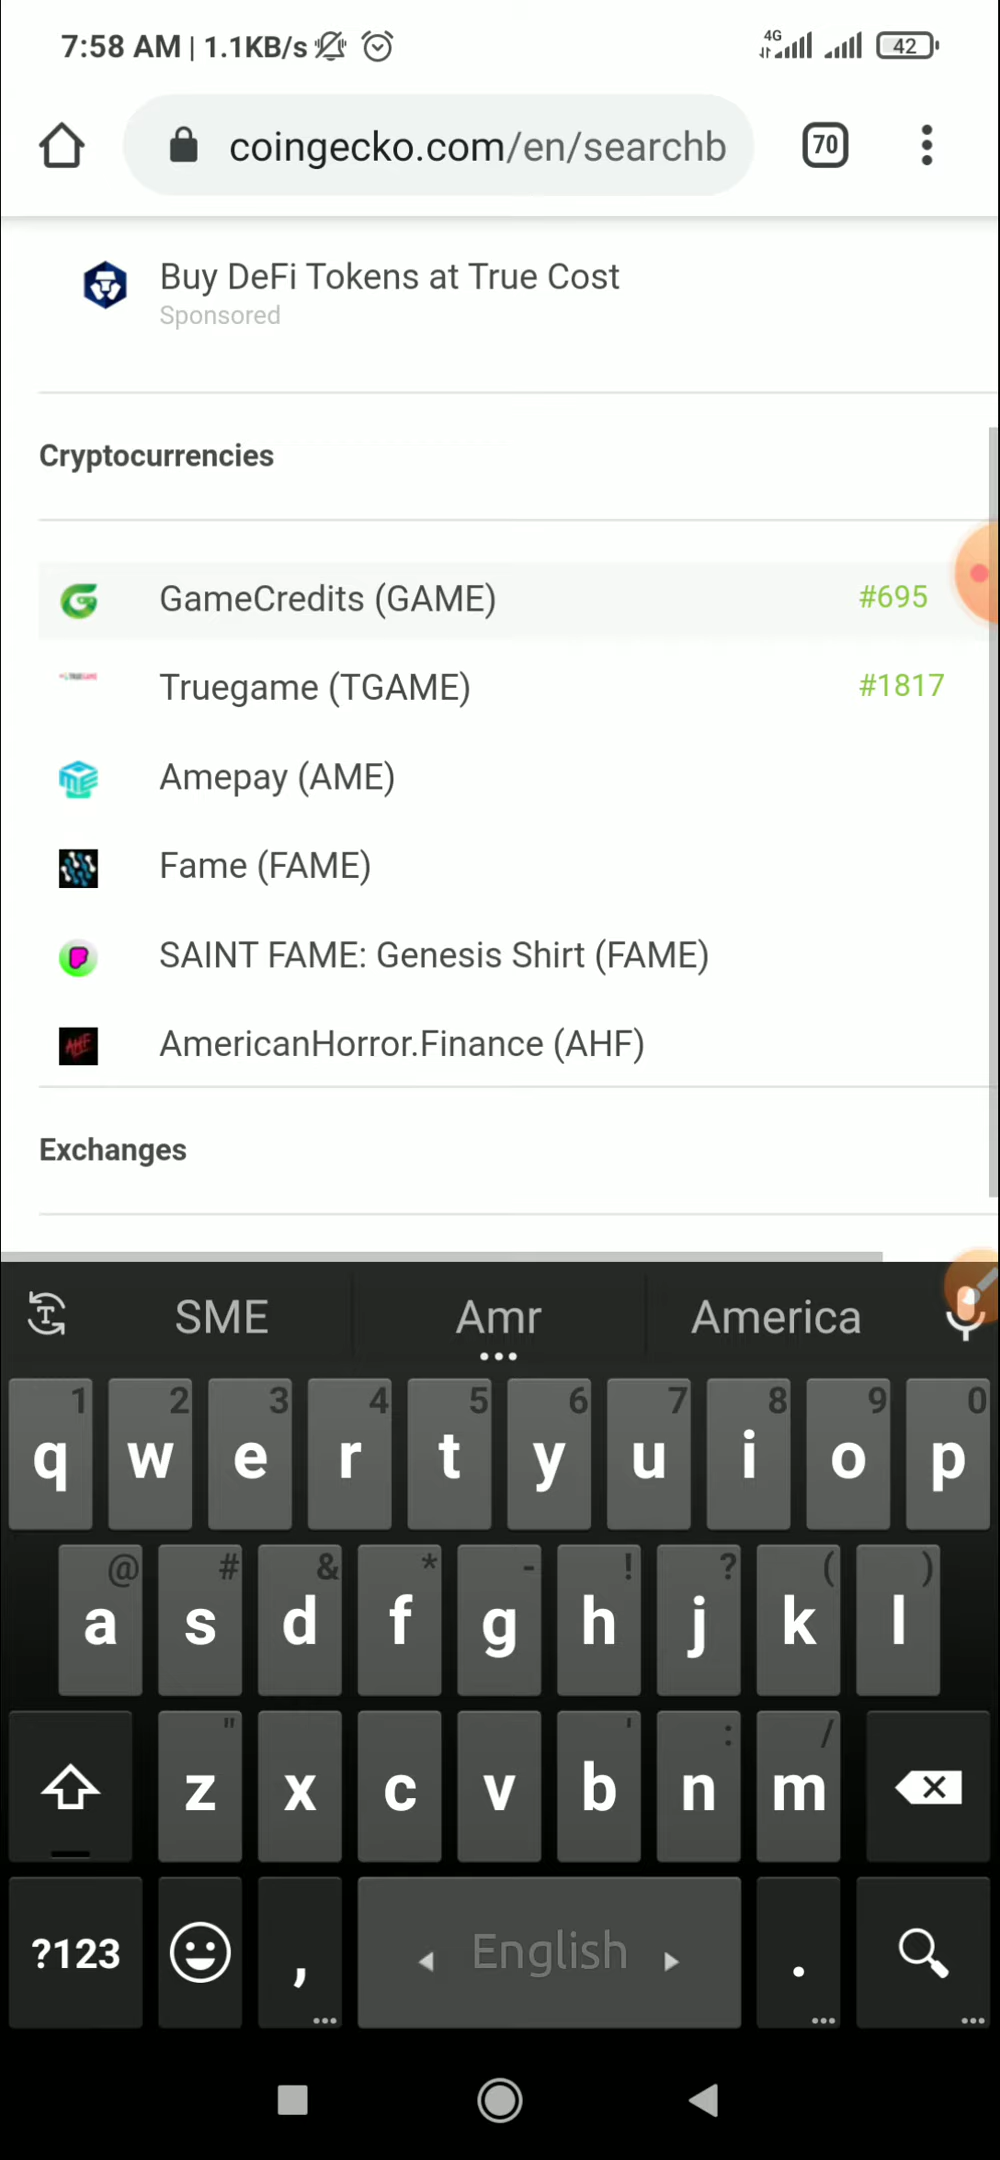 7:58 AM | 1.1KB/s 4G 42
coingecko.com/en/searchb 70
Buy DeFi Tokens at True Cost
Sponsored
Cryptocurrencies
GameCredits (GAME) #695
Truegame (TGAME) #1817
Amepay (AME)
Fame (FAME)
SAINT FAME: Genesis Shirt (FAME)
AmericanHorror.Finance (AHF)
Exchanges
SME Amr America
1 2 3 4 5 6 7 8 9 0
q w e r t y u i o p
@ # & * - ! ? ( )
a s d f g h j k l
" ' : /
z x c v b n m
?123 , English .